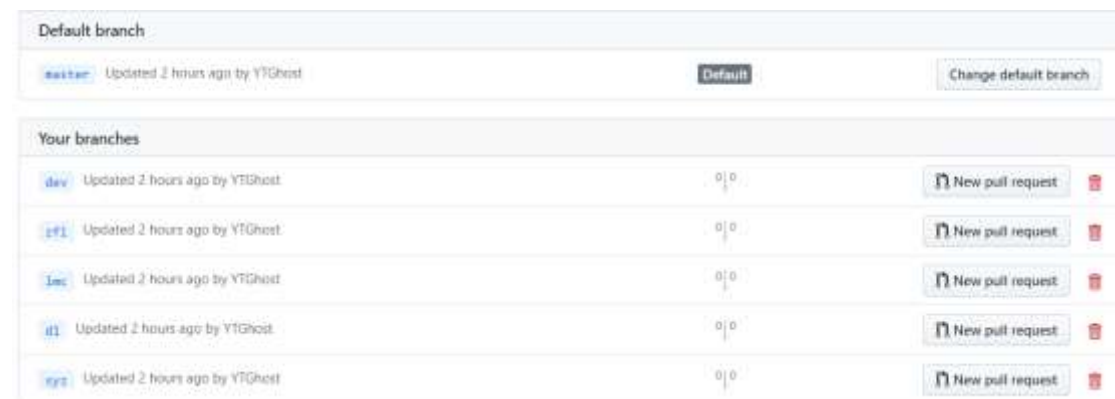 Default branch
master Updated 2 hours ago by YTGhost Default Change default branch
Your branches
dev Updated 2 hours ago by YTGhost 0 0 New pull request
Updated 2 hours ago by YTGhost 0 0 New pull request
lmc Updated 2 hours ago by YTGhost 0 0 New pull request
Updated 2 hours ago by YTGhost 0 0 New pull request
Updated 2 hours ago by YTGhost 0 0 New pull request